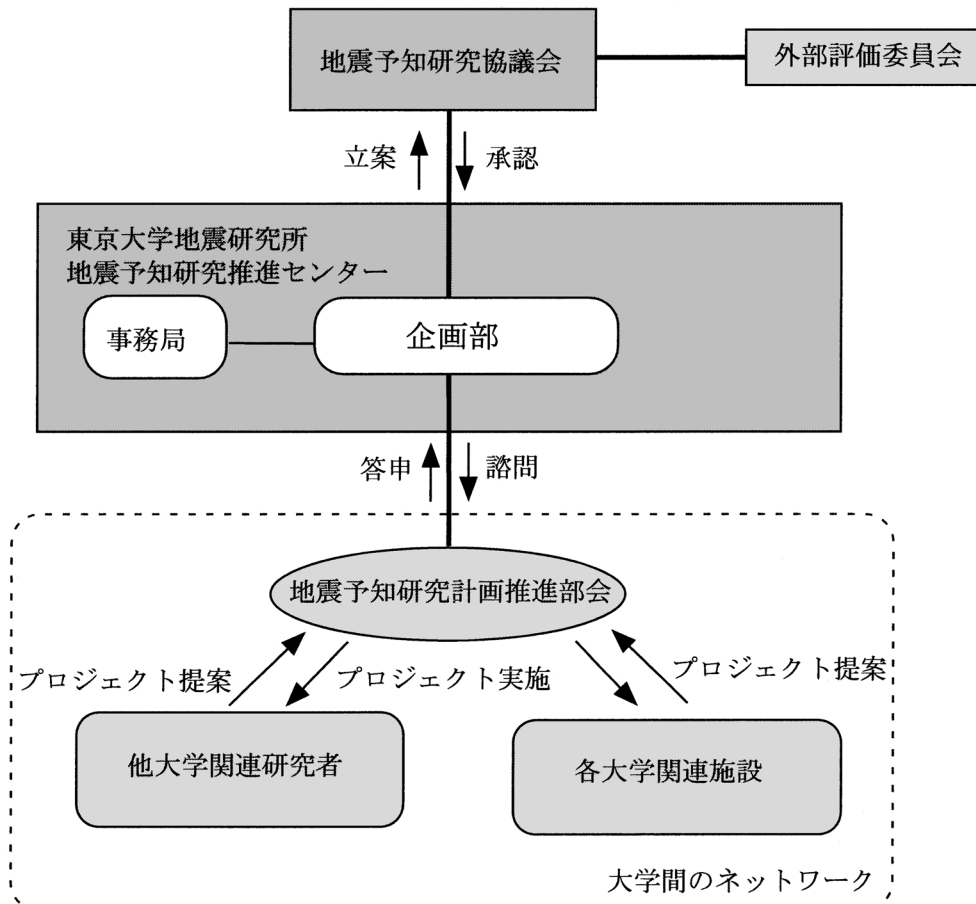 地震予知研究協議会
外部評価委員会
立案
承認
東京大学地震研究所
地震予知研究推進センター
事務局
企画部
答申
諮問
地震予知研究計画推進部会
プロジェクト提案
プロジェクト実施
プロジェクト提案
他大学関連研究者
各大学関連施設
大学間のネットワーク